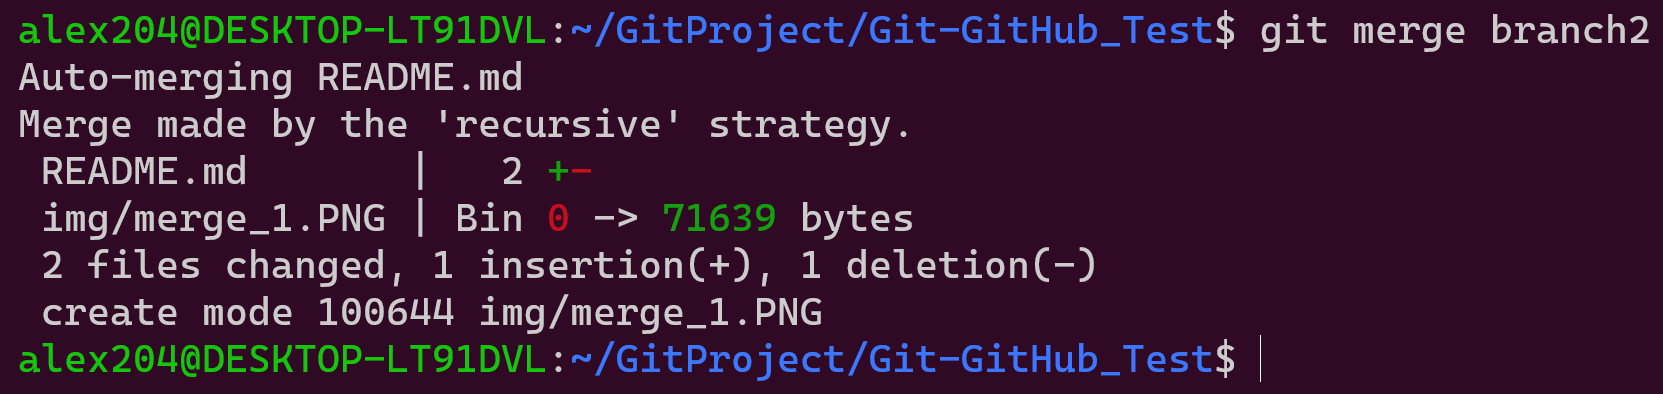 alex204@DESKTOP-LT91DVL:~/GitProject/Git-GitHub_Test$ git merge branch2
Auto-merging README.md
Merge made by the 'recursive' strategy.
 README.md       |   2 +-
 img/merge_1.PNG | Bin 0 -> 71639 bytes
 2 files changed, 1 insertion(+), 1 deletion(-)
 create mode 100644 img/merge_1.PNG
alex204@DESKTOP-LT91DVL:~/GitProject/Git-GitHub_Test$